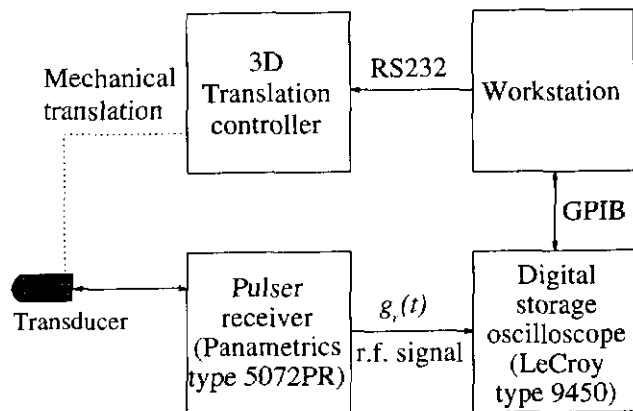 Mechanical
translation
3D
Translation
controller
RS232
Workstation
GPIB
Transducer
Pulser
receiver
(Panametrics
type 5072PR)
g_r(t)
r.f. signal
Digital
storage
oscilloscope
(LeCroy
type 9450)